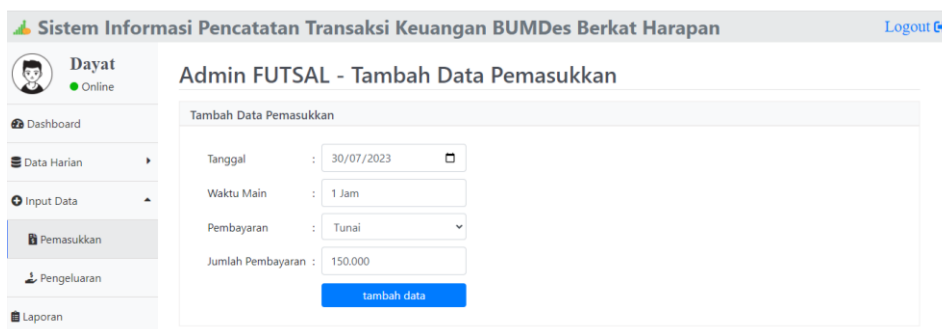 Sistem Informasi Pencatatan Transaksi Keuangan BUMDes Berkat Harapan
Logout
Dayat
Online
Dashboard
Data Harian
Input Data
Pemasukkan
Pengeluaran
Laporan
Admin FUTSAL - Tambah Data Pemasukkan
Tambah Data Pemasukkan
Tanggal : 30/07/2023
Waktu Main : 1 Jam
Pembayaran : Tunai
Jumlah Pembayaran : 150.000
tambah data